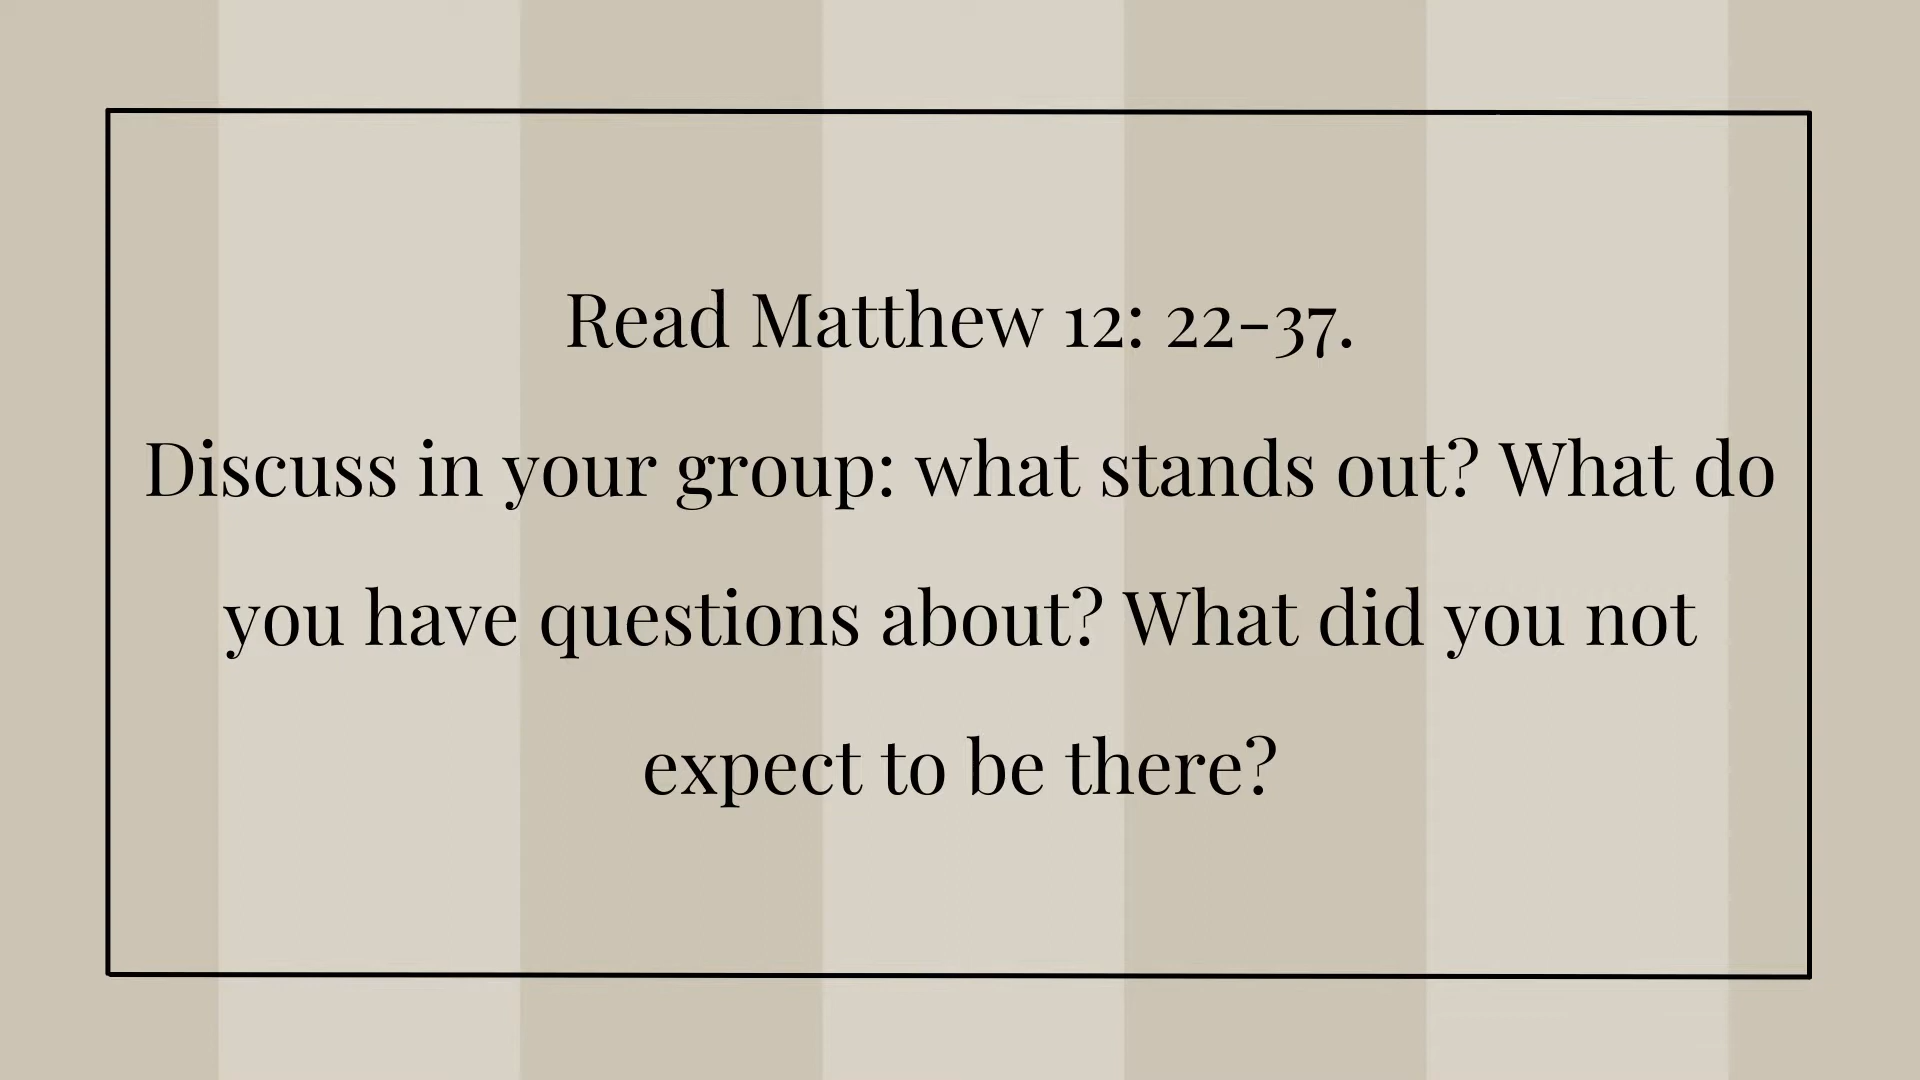 Read Matthew 12: 22-37.
Discuss in your group: what stands out? What do
you have questions about? What did you not
expect to be there?